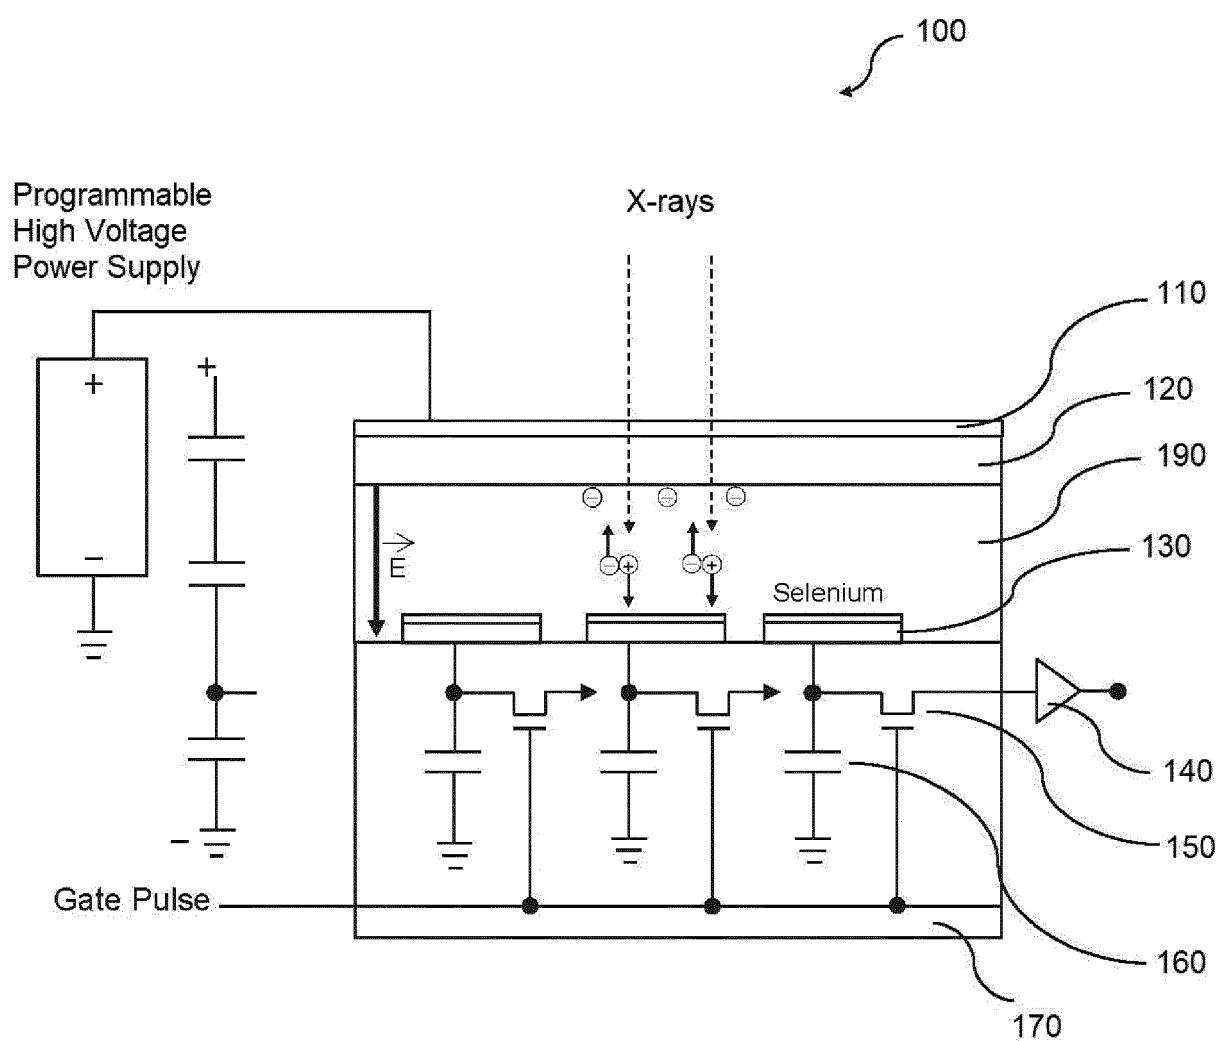 100
Programmable
High Voltage
Power Supply
X-rays
110
120
190
130
+
+
−
E
Selenium
140
150
−
Gate Pulse
160
170